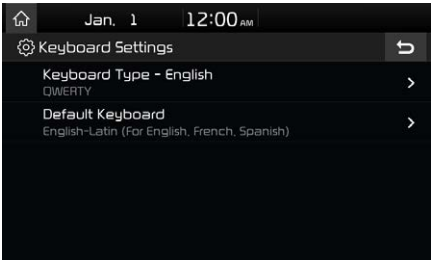 Jan. 1 12:00 AM
Keyboard Settings
Keyboard Type - English
QWERTY
Default Keyboard
English-Latin (For English, French, Spanish)